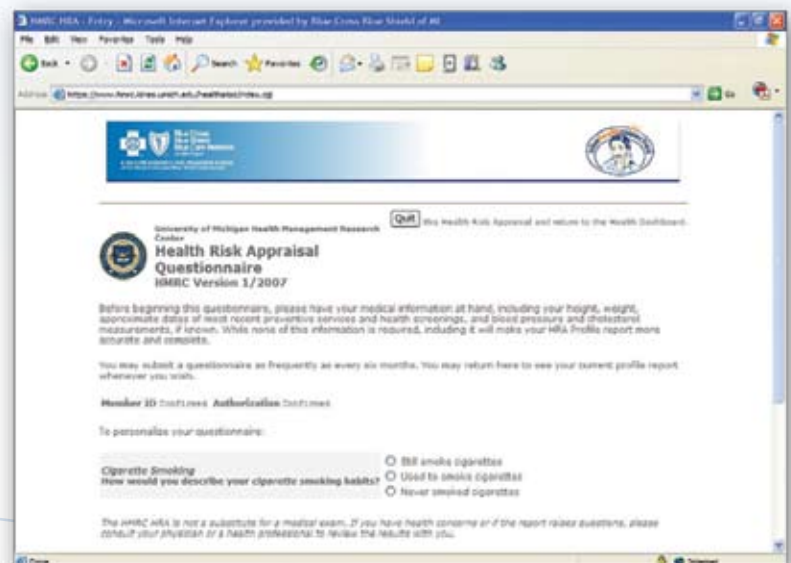 HMRC HRA - Entry - Microsoft Internet Explorer provided by Blue Cross Blue Shield of MI
File Edit View Favorites Tools Help
Back Search Favorites
Address Go
Blue Cross
Blue Shield
Blue Care Network
Quit this Health Risk Appraisal and return to the Health Dashboard.
University of Michigan Health Management Research
Center
Health Risk Appraisal
Questionnaire
HMRC Version 1/2007
Before beginning this questionnaire, please have your medical information at hand, including your height, weight,
approximate dates of most recent preventive services and health screenings, and blood pressure and cholesterol
measurements, if known. While none of this information is required, including it will make your HRA Profile report more
accurate and complete.
You may submit a questionnaire as frequently as every six months. You may return here to see your current profile report
whenever you wish.
Member ID Confirmed Authorization Confirmed
To personalize your questionnaire:
Cigarette Smoking
How would you describe your cigarette smoking habits?
Still smoke cigarettes
Used to smoke cigarettes
Never smoked cigarettes
The HMRC HRA is not a substitute for a medical exam. If you have health concerns or if the report raises questions, please
consult your physician or a health professional to review the results with you.
Done Internet